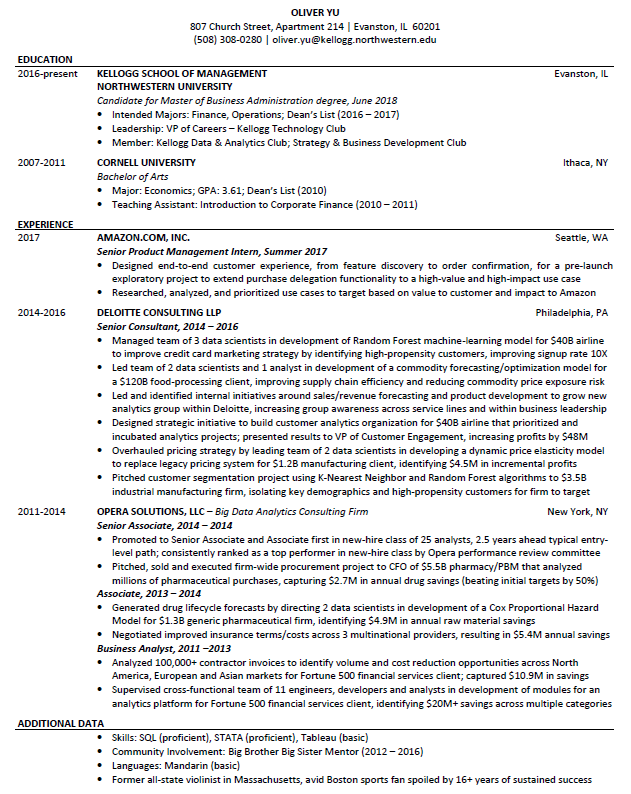 OLIVER YU
807 Church Street, Apartment 214 | Evanston, IL  60201
(508) 308-0280 | oliver.yu@kellogg.northwestern.edu
EDUCATION
2016-present KELLOGG SCHOOL OF MANAGEMENT Evanston, IL
NORTHWESTERN UNIVERSITY
Candidate for Master of Business Administration degree, June 2018
• Intended Majors: Finance, Operations; Dean's List (2016 – 2017)
• Leadership: VP of Careers – Kellogg Technology Club
• Member: Kellogg Data & Analytics Club; Strategy & Business Development Club
2007-2011 CORNELL UNIVERSITY Ithaca, NY
Bachelor of Arts
• Major: Economics; GPA: 3.61; Dean's List (2010)
• Teaching Assistant: Introduction to Corporate Finance (2010 – 2011)
EXPERIENCE
2017 AMAZON.COM, INC. Seattle, WA
Senior Product Management Intern, Summer 2017
• Designed end-to-end customer experience, from feature discovery to order confirmation, for a pre-launch
exploratory project to extend purchase delegation functionality to a high-value and high-impact use case
• Researched, analyzed, and prioritized use cases to target based on value to customer and impact to Amazon
2014-2016 DELOITTE CONSULTING LLP Philadelphia, PA
Senior Consultant, 2014 – 2016
• Managed team of 3 data scientists in development of Random Forest machine-learning model for $40B airline
to improve credit card marketing strategy by identifying high-propensity customers, improving signup rate 10X
• Led team of 2 data scientists and 1 analyst in development of a commodity forecasting/optimization model for
a $120B food-processing client, improving supply chain efficiency and reducing commodity price exposure risk
• Led and identified internal initiatives around sales/revenue forecasting and product development to grow new
analytics group within Deloitte, increasing group awareness across service lines and within business leadership
• Designed strategic initiative to build customer analytics organization for $40B airline that prioritized and
incubated analytics projects; presented results to VP of Customer Engagement, increasing profits by $48M
• Overhauled pricing strategy by leading team of 2 data scientists in developing a dynamic price elasticity model
to replace legacy pricing system for $1.2B manufacturing client, identifying $4.5M in incremental profits
• Pitched customer segmentation project using K-Nearest Neighbor and Random Forest algorithms to $3.5B
industrial manufacturing firm, isolating key demographics and high-propensity customers for firm to target
2011-2014 OPERA SOLUTIONS, LLC – Big Data Analytics Consulting Firm New York, NY
Senior Associate, 2014 – 2014
• Promoted to Senior Associate and Associate first in new-hire class of 25 analysts, 2.5 years ahead typical entry-
level path; consistently ranked as a top performer in new-hire class by Opera performance review committee
• Pitched, sold and executed firm-wide procurement project to CFO of $5.5B pharmacy/PBM that analyzed
millions of pharmaceutical purchases, capturing $2.7M in annual drug savings (beating initial targets by 50%)
Associate, 2013 – 2014
• Generated drug lifecycle forecasts by directing 2 data scientists in development of a Cox Proportional Hazard
Model for $1.3B generic pharmaceutical firm, identifying $4.9M in annual raw material savings
• Negotiated improved insurance terms/costs across 3 multinational providers, resulting in $5.4M annual savings
Business Analyst, 2011 –2013
• Analyzed 100,000+ contractor invoices to identify volume and cost reduction opportunities across North
America, European and Asian markets for Fortune 500 financial services client; captured $10.9M in savings
• Supervised cross-functional team of 11 engineers, developers and analysts in development of modules for an
analytics platform for Fortune 500 financial services client, identifying $20M+ savings across multiple categories
ADDITIONAL DATA
• Skills: SQL (proficient), STATA (proficient), Tableau (basic)
• Community Involvement: Big Brother Big Sister Mentor (2012 – 2016)
• Languages: Mandarin (basic)
• Former all-state violinist in Massachusetts, avid Boston sports fan spoiled by 16+ years of sustained success